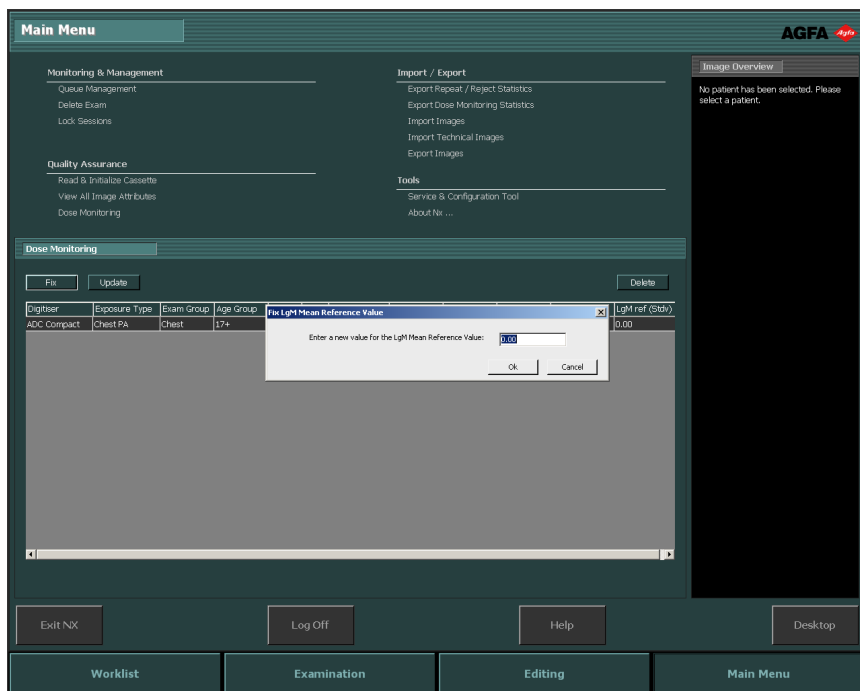 Main Menu
AGFA
Agfa
Monitoring & Management
Queue Management
Delete Exam
Lock Sessions
Quality Assurance
Read & Initialize Cassette
View All Image Attributes
Dose Monitoring
Import / Export
Export Repeat / Reject Statistics
Export Dose Monitoring Statistics
Import Images
Import Technical Images
Export Images
Tools
Service & Configuration Tool
About Nx ...
Image Overview
No patient has been selected. Please
select a patient.
Dose Monitoring
Fix Update Delete
Digitiser Exposure Type Exam Group Age Group LgM ref (Stdv)
ADC Compact Chest PA Chest 17+ 0.00
Fix LgM Mean Reference Value
Enter a new value for the LgM Mean Reference Value: 0.00
Ok Cancel
Exit NX Log Off Help Desktop
Worklist Examination Editing Main Menu